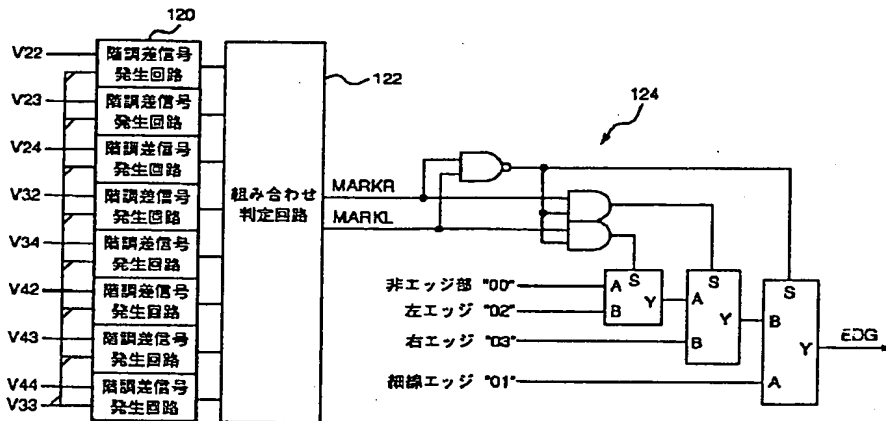 120
V22
階調差信号
発生回路
V23
階調差信号
発生回路
V24
階調差信号
発生回路
V32
階調差信号
発生回路
V34
階調差信号
発生回路
V42
階調差信号
発生回路
V43
階調差信号
発生回路
V44
階調差信号
V33
発生回路
122
組み合わせ
判定回路
MARKR
MARKL
124
非エッジ部 "00"
左エッジ "02"
右エッジ "03"
細線エッジ "01"
A S
B Y
S
A
Y
B
S
B
Y
A
EDG